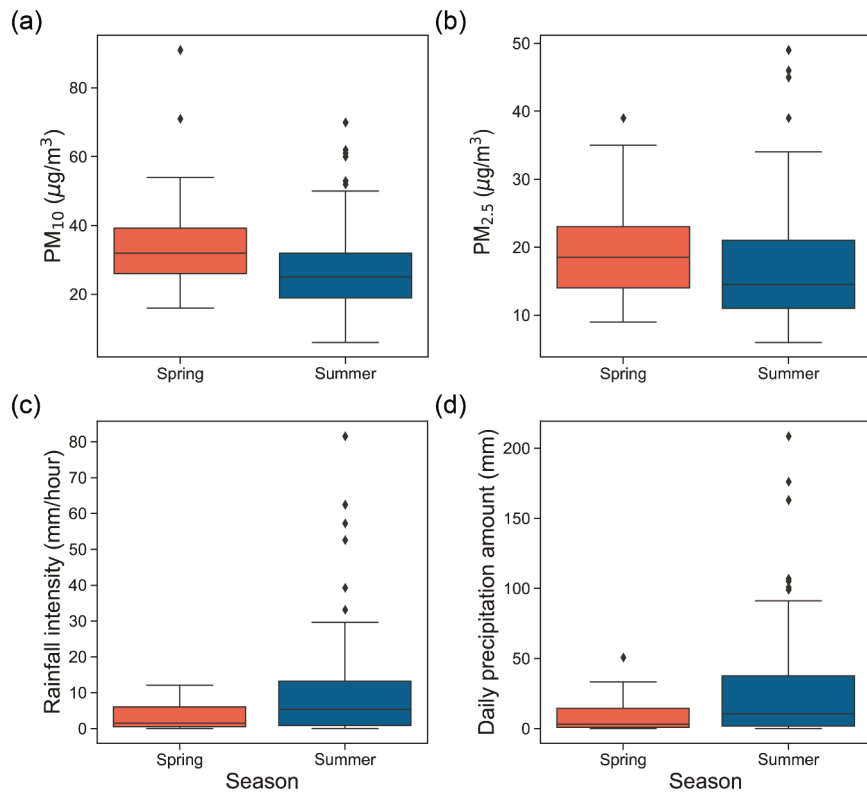 (a)
PM₁₀ (μg/m³)
80
60
40
20
Spring
Summer
(b)
PM₂.₅ (μg/m³)
50
40
30
20
10
Spring
Summer
(c)
Rainfall intensity (mm/hour)
80
70
60
50
40
30
20
10
0
Spring
Summer
Season
(d)
Daily precipitation amount (mm)
200
150
100
50
0
Spring
Summer
Season